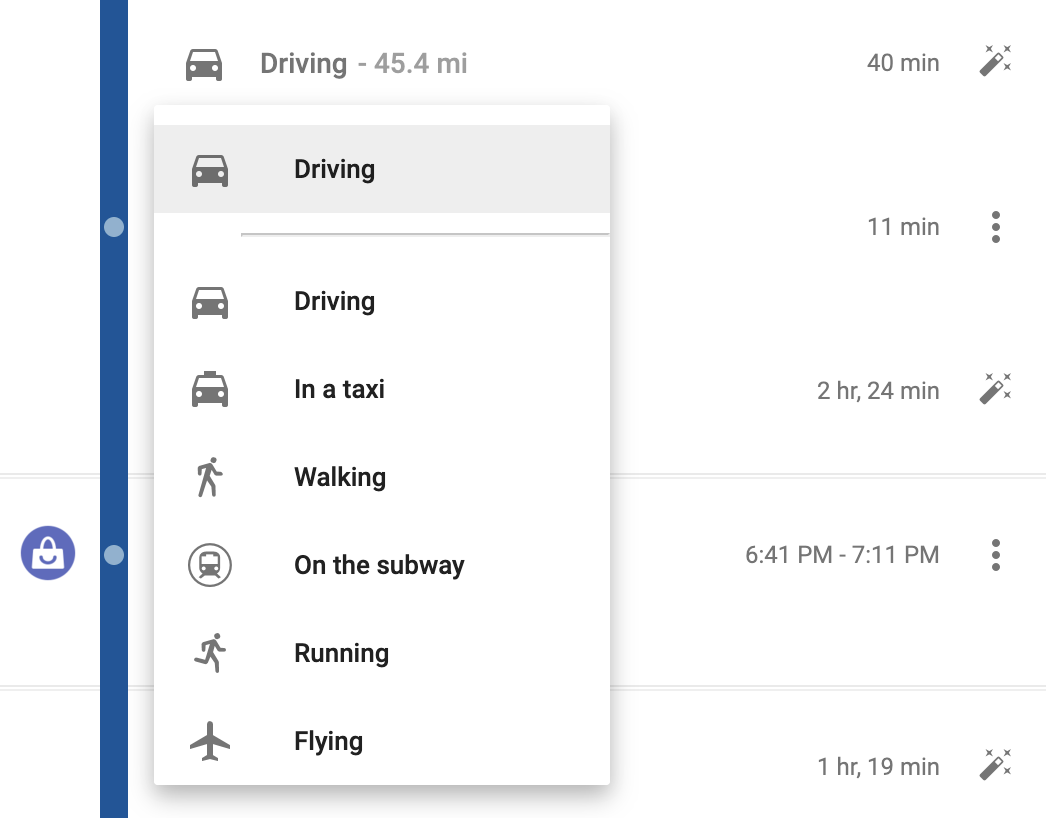 Driving - 45.4 mi 40 min
Driving
11 min
Driving
In a taxi
2 hr, 24 min
Walking
On the subway
6:41 PM - 7:11 PM
Running
Flying
1 hr, 19 min